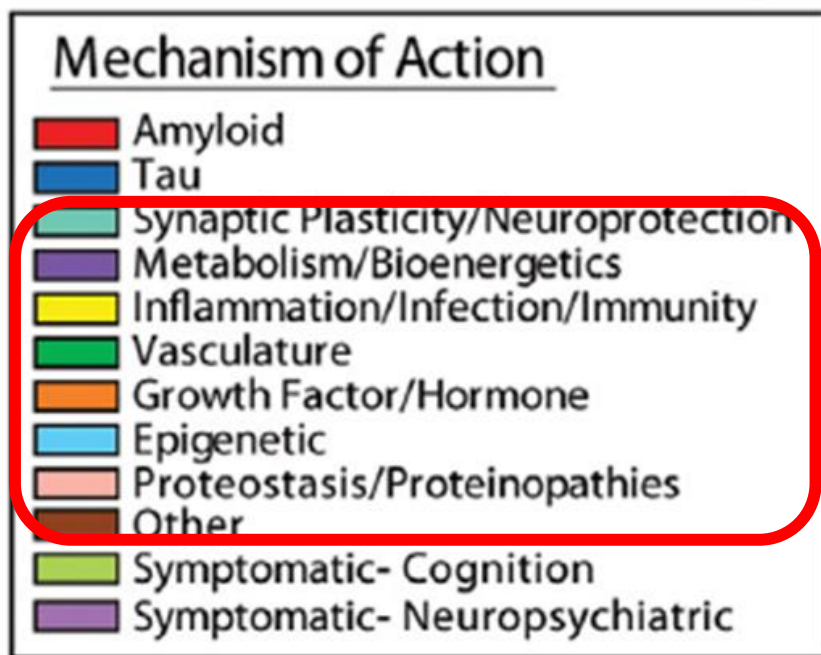 Mechanism of Action
Amyloid
Tau
Synaptic Plasticity/Neuroprotection
Metabolism/Bioenergetics
Inflammation/Infection/Immunity
Vasculature
Growth Factor/Hormone
Epigenetic
Proteostasis/Proteinopathies
Other
Symptomatic- Cognition
Symptomatic- Neuropsychiatric